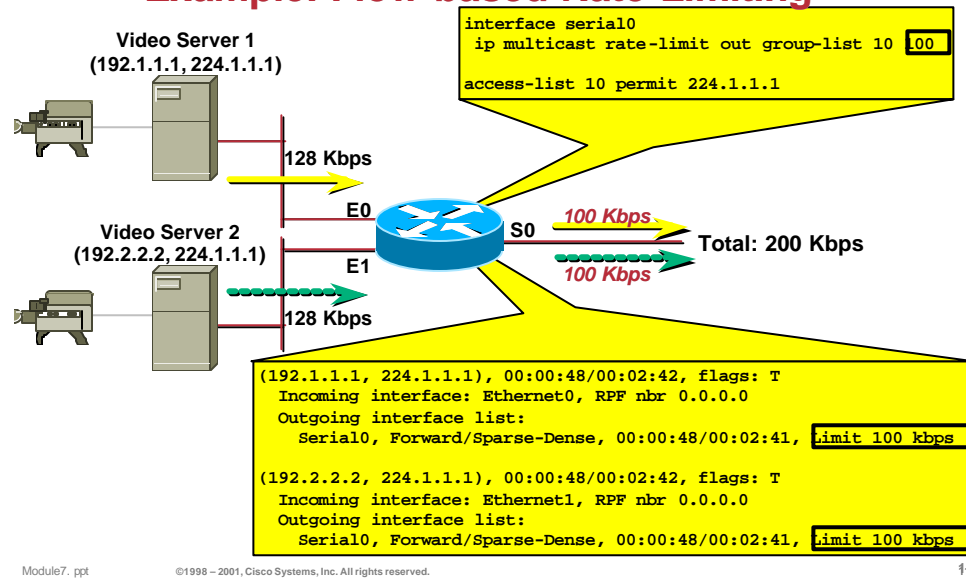 Example: Flow-based Rate-Limiting
interface serial0
ip multicast rate-limit out group-list 10 100
access-list 10 permit 224.1.1.1
Video Server 1
(192.1.1.1, 224.1.1.1)
128 Kbps
E0
Video Server 2
(192.2.2.2, 224.1.1.1)
E1
128 Kbps
100 Kbps
S0
Total: 200 Kbps
100 Kbps
(192.1.1.1, 224.1.1.1), 00:00:48/00:02:42, flags: T
Incoming interface: Ethernet0, RPF nbr 0.0.0.0
Outgoing interface list:
Serial0, Forward/Sparse-Dense, 00:00:48/00:02:41, Limit 100 kbps
(192.2.2.2, 224.1.1.1), 00:00:48/00:02:42, flags: T
Incoming interface: Ethernet1, RPF nbr 0.0.0.0
Outgoing interface list:
Serial0, Forward/Sparse-Dense, 00:00:48/00:02:41, Limit 100 kbps
Module7. ppt
©1998 – 2001, Cisco Systems, Inc. All rights reserved.